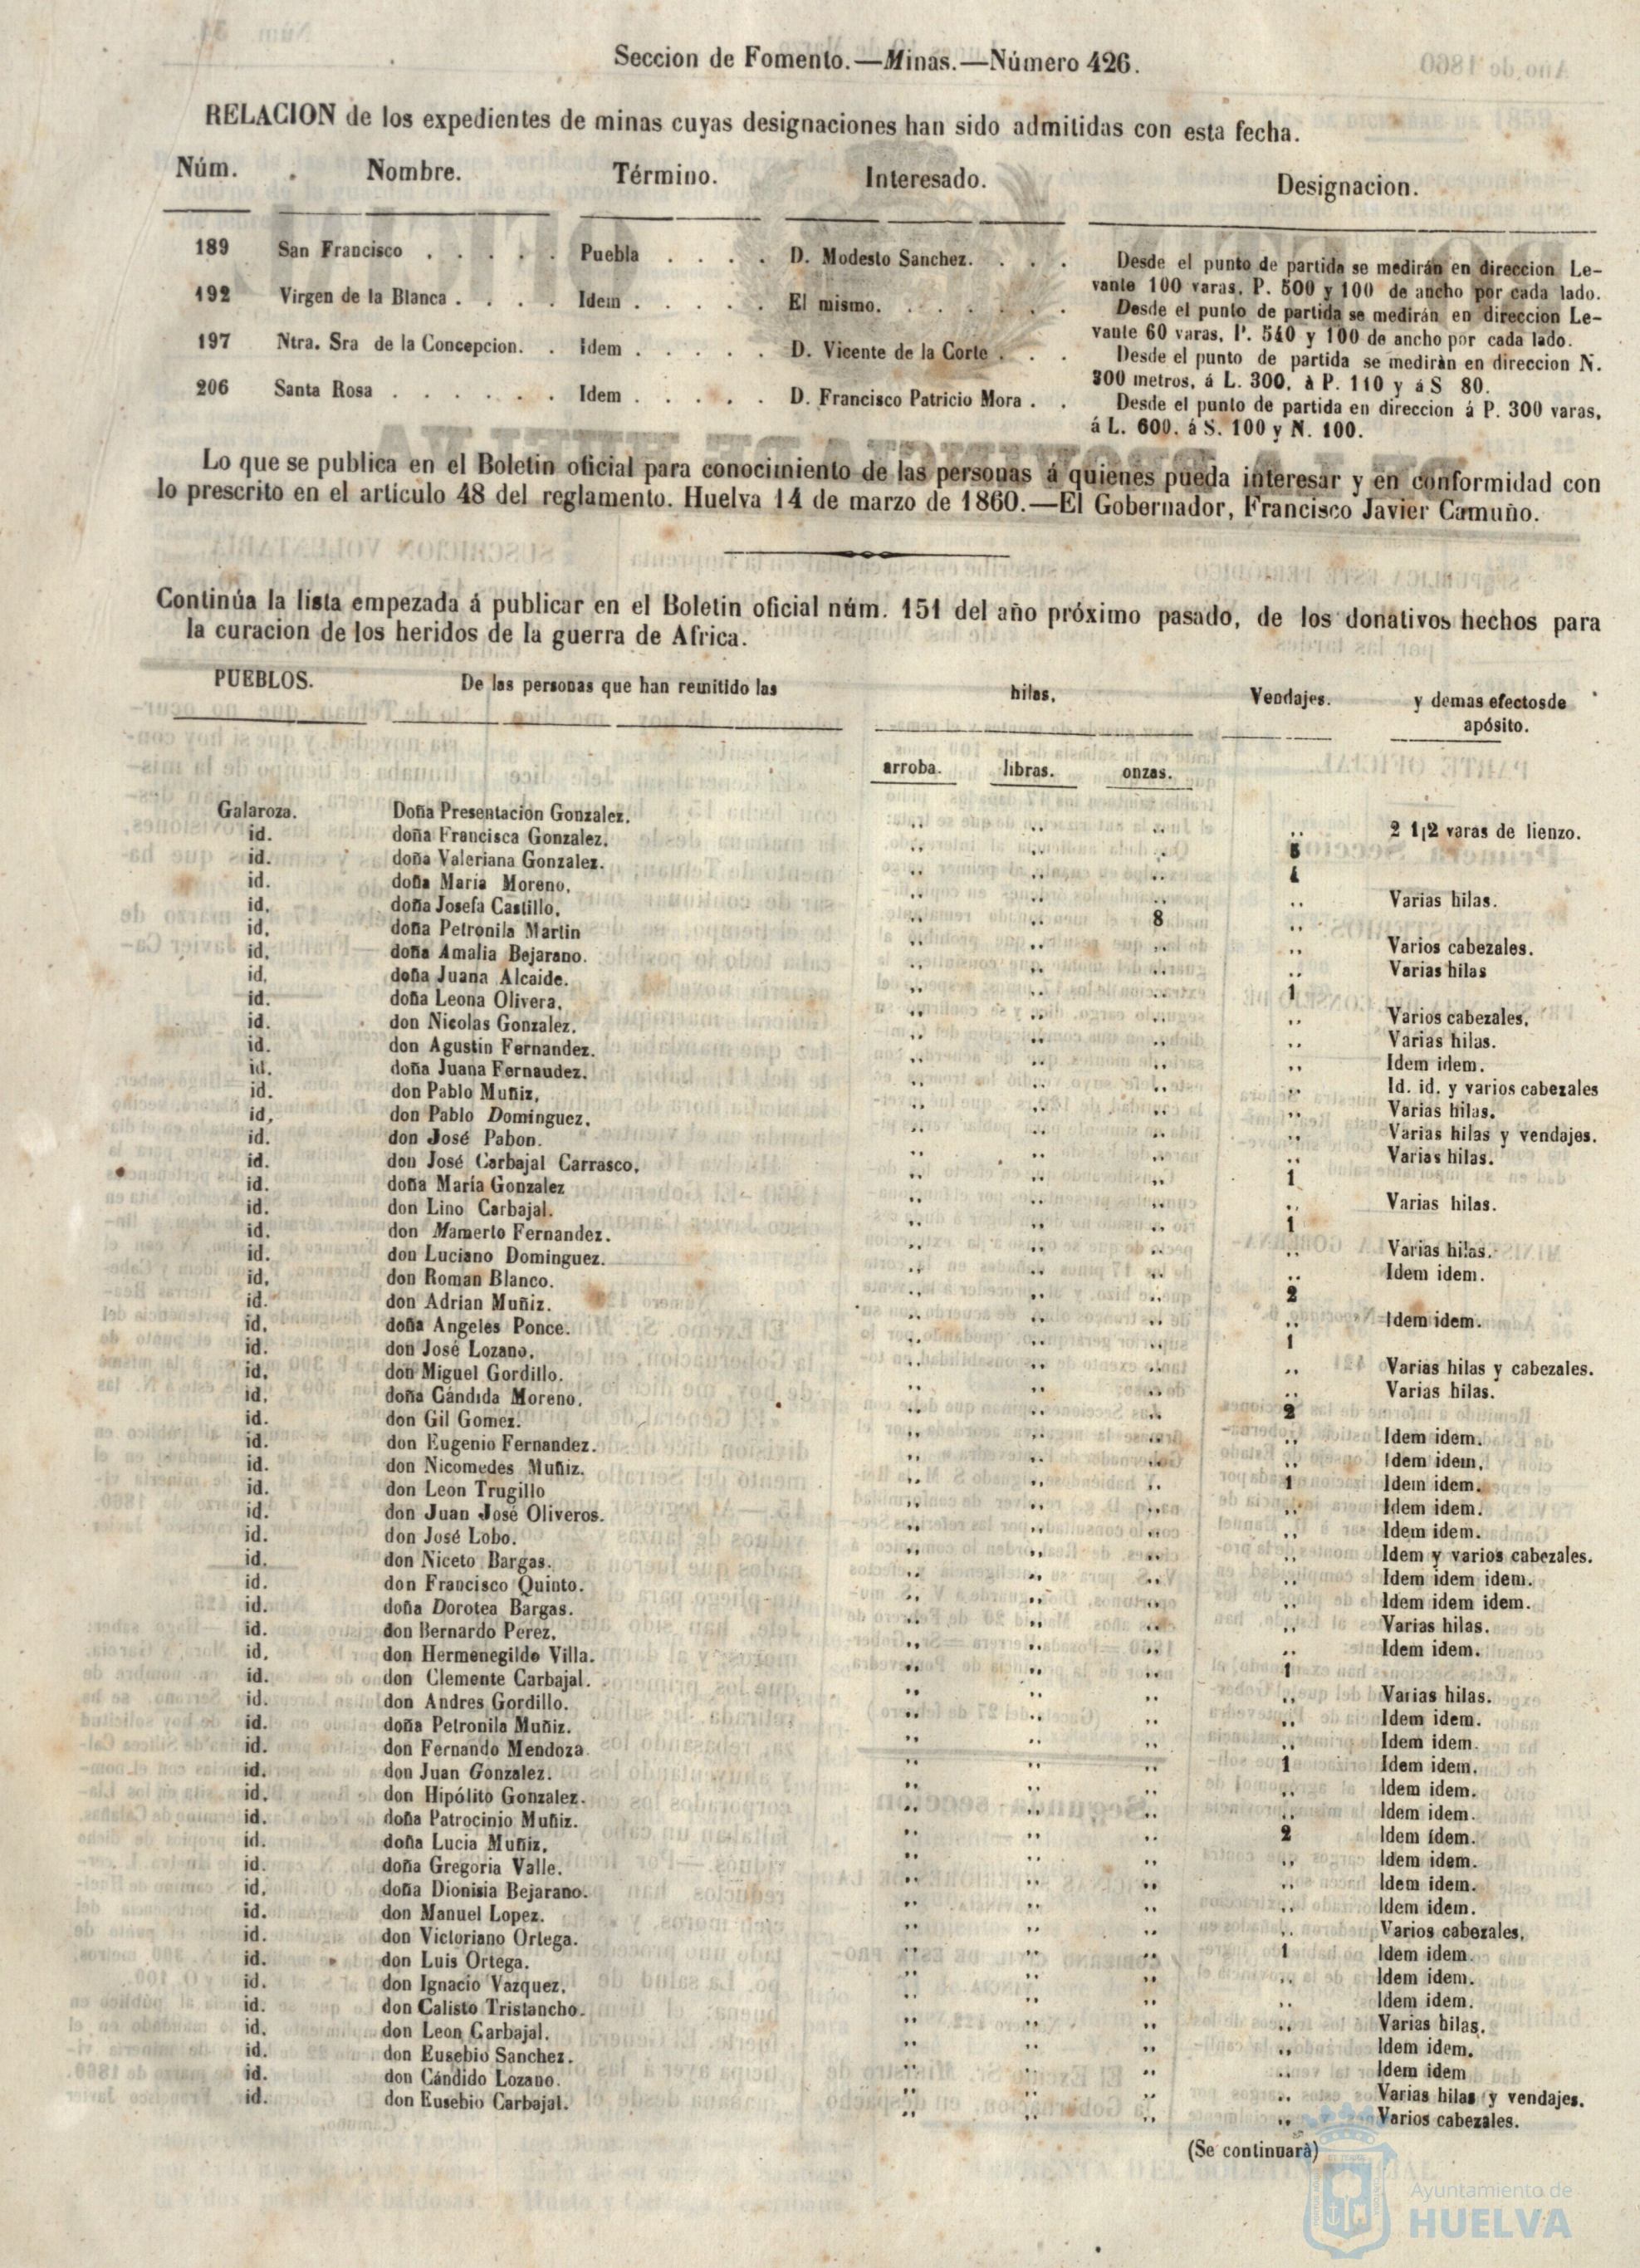 Seccion de Fomento.—Minas.—Número 426.
RELACION de los expedientes de minas cuyas designaciones han sido admitidas con esta fecha.
Núm. Nombre. Término. Interesado. Designacion.
189 San Francisco . . . . . Puebla . . . . D. Modesto Sanchez. . . . Desde el punto de partida se medirán en direccion Le-
vante 100 varas, P. 500 y 100 de ancho por cada lado.
192 Virgen de la Blanca . . . . Idem . . . . . El mismo. . . . . . . Desde el punto de partida se medirán en direccion Le-
vante 60 varas, P. 540 y 100 de ancho por cada lado.
197 Ntra. Sra de la Concepcion. . Idem . . . . . D. Vicente de la Corte . . . Desde el punto de partida se medirán en direccion N.
300 metros, á L. 300, à P. 110 y á S 80.
206 Santa Rosa . . . . . . Idem . . . . . D. Francisco Patricio Mora . . Desde el punto de partida en direccion á P. 300 varas,
á L. 600, á S. 100 y N. 100.
Lo que se publica en el Boletin oficial para conocimiento de las personas á quienes pueda interesar y en conformidad con
lo prescrito en el articulo 48 del reglamento. Huelva 14 de marzo de 1860.—El Gobernador, Francisco Javier Camuño.
Continúa la lista empezada á publicar en el Boletin oficial núm. 151 del año próximo pasado, de los donativos hechos para
la curacion de los heridos de la guerra de Africa.
PUEBLOS. De las personas que han remitido las hilas, Vendajes. y demas efectosde
apósito.
arroba. libras. onzas.
Galaroza. Doña Presentacion Gonzalez. .. .. .. .. 2 1|2 varas de lienzo.
id. doña Francisca Gonzalez. .. .. .. 5
id. doña Valeriana Gonzalez. .. .. .. 4
id. doña Maria Moreno. .. .. .. .. Varias hilas.
id. doña Josefa Castillo. .. .. 8 ..
id. doña Petronila Martin .. .. .. .. Varios cabezales.
id. doña Amalia Bejarano. .. .. .. .. Varias hilas
id. doña Juana Alcaide. .. .. .. 1
id. doña Leona Olivera. .. .. .. .. Varios cabezales.
id. don Nicolas Gonzalez. .. .. .. .. Varias hilas.
id. don Agustin Fernandez. .. .. .. .. Idem idem.
id. doña Juana Fernaudez. .. .. .. .. Id. id. y varios cabezales
id. don Pablo Muñiz. .. .. .. .. Varias hilas.
id. don Pablo Dominguez. .. .. .. .. Varias hilas y vendajes.
id. don José Pabon. .. .. .. .. Varias hilas.
id. don José Carbajal Carrasco. .. .. .. 1
id. doña María Gonzalez .. .. .. .. Varias hilas.
id. don Lino Carbajal. .. .. .. 1
id. don Mamerto Fernandez. .. .. .. .. Varias hilas.
id. don Luciano Dominguez. .. .. .. .. Idem idem.
id. don Roman Blanco. .. .. .. 2
id. don Adrian Muñiz. .. .. .. .. Idem idem.
id. doña Angeles Ponce. .. .. .. 1
id. don José Lozano. .. .. .. .. Varias hilas y cabezales.
id. don Miguel Gordillo. .. .. .. .. Varias hilas.
id. doña Cándida Moreno. .. .. .. 2
id. don Gil Gomez. .. .. .. .. Idem idem.
id. don Eugenio Fernandez. .. .. .. .. Idem idem.
id. don Nicomedes Muñiz. .. .. .. 1 Idem idem.
id. don Leon Trugillo .. .. .. .. Idem idem.
id. don Juan José Oliveros. .. .. .. .. Idem idem.
id. don José Lobo. .. .. .. .. Idem y varios cabezales.
id. don Niceto Bargas. .. .. .. .. Idem idem idem.
id. don Francisco Quinto. .. .. .. .. Idem idem idem.
id. doña Dorotea Bargas. .. .. .. .. Varias hilas.
id. don Bernardo Perez. .. .. .. .. Idem idem.
id. don Hermenegildo Villa. .. .. .. 1
id. don Clemente Carbajal. .. .. .. .. Varias hilas.
id. don Andres Gordillo. .. .. .. .. Idem idem.
id. doña Petronila Muñiz. .. .. .. .. Idem idem.
id. don Fernando Mendoza. .. .. .. 1 Idem idem.
id. don Juan Gonzalez. .. .. .. .. Idem idem.
id. don Hipólito Gonzalez. .. .. .. .. Idem idem.
id. doña Patrocinio Muñiz. .. .. .. 2 Idem idem.
id. doña Lucia Muñiz. .. .. .. .. Idem idem.
id. doña Gregoria Valle. .. .. .. .. Idem idem.
id. doña Dionisia Bejarano. .. .. .. .. Idem idem.
id. don Manuel Lopez. .. .. .. .. Varios cabezales.
id. don Victoriano Ortega. .. .. .. 1 Idem idem.
id. don Luis Ortega. .. .. .. .. Idem idem.
id. don Ignacio Vazquez. .. .. .. .. Idem idem.
id. don Calisto Tristancho. .. .. .. .. Varias hilas.
id. don Leon Carbajal. .. .. .. .. Idem idem.
id. don Eusebio Sanchez. .. .. .. .. Idem idem
id. don Cándido Lozano. .. .. .. .. Varias hilas y vendajes.
id. don Eusebio Carbajal. .. .. .. .. Varios cabezales.
(Se continuará)
Ayuntamiento de
HUELVA